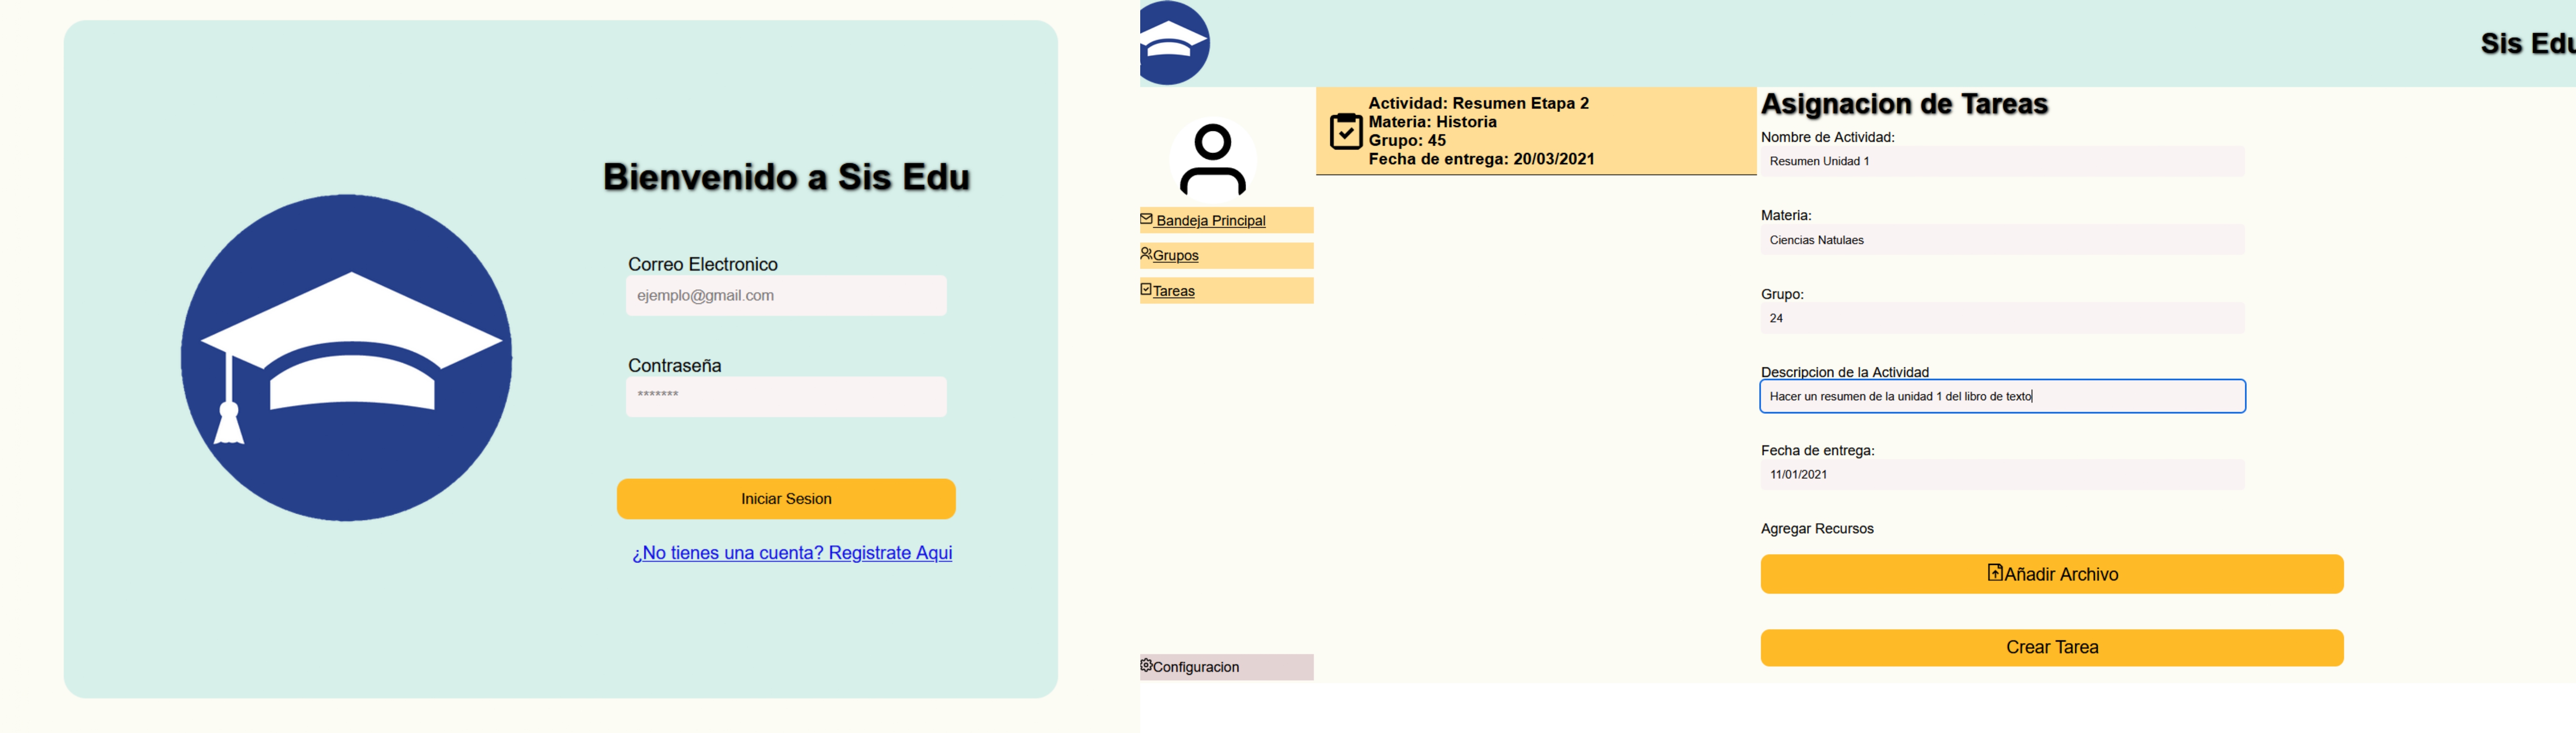 Bienvenido a Sis Edu
Correo Electronico
ejemplo@gmail.com
Contraseña
*******
Iniciar Sesion
¿No tienes una cuenta? Registrate Aqui
Sis Edu
Bandeja Principal
Grupos
Tareas
Configuracion
Actividad: Resumen Etapa 2
Materia: Historia
Grupo: 45
Fecha de entrega: 20/03/2021
Asignacion de Tareas
Nombre de Actividad:
Resumen Unidad 1
Materia:
Ciencias Natulaes
Grupo:
24
Descripcion de la Actividad
Hacer un resumen de la unidad 1 del libro de texto
Fecha de entrega:
11/01/2021
Agregar Recursos
Añadir Archivo
Crear Tarea